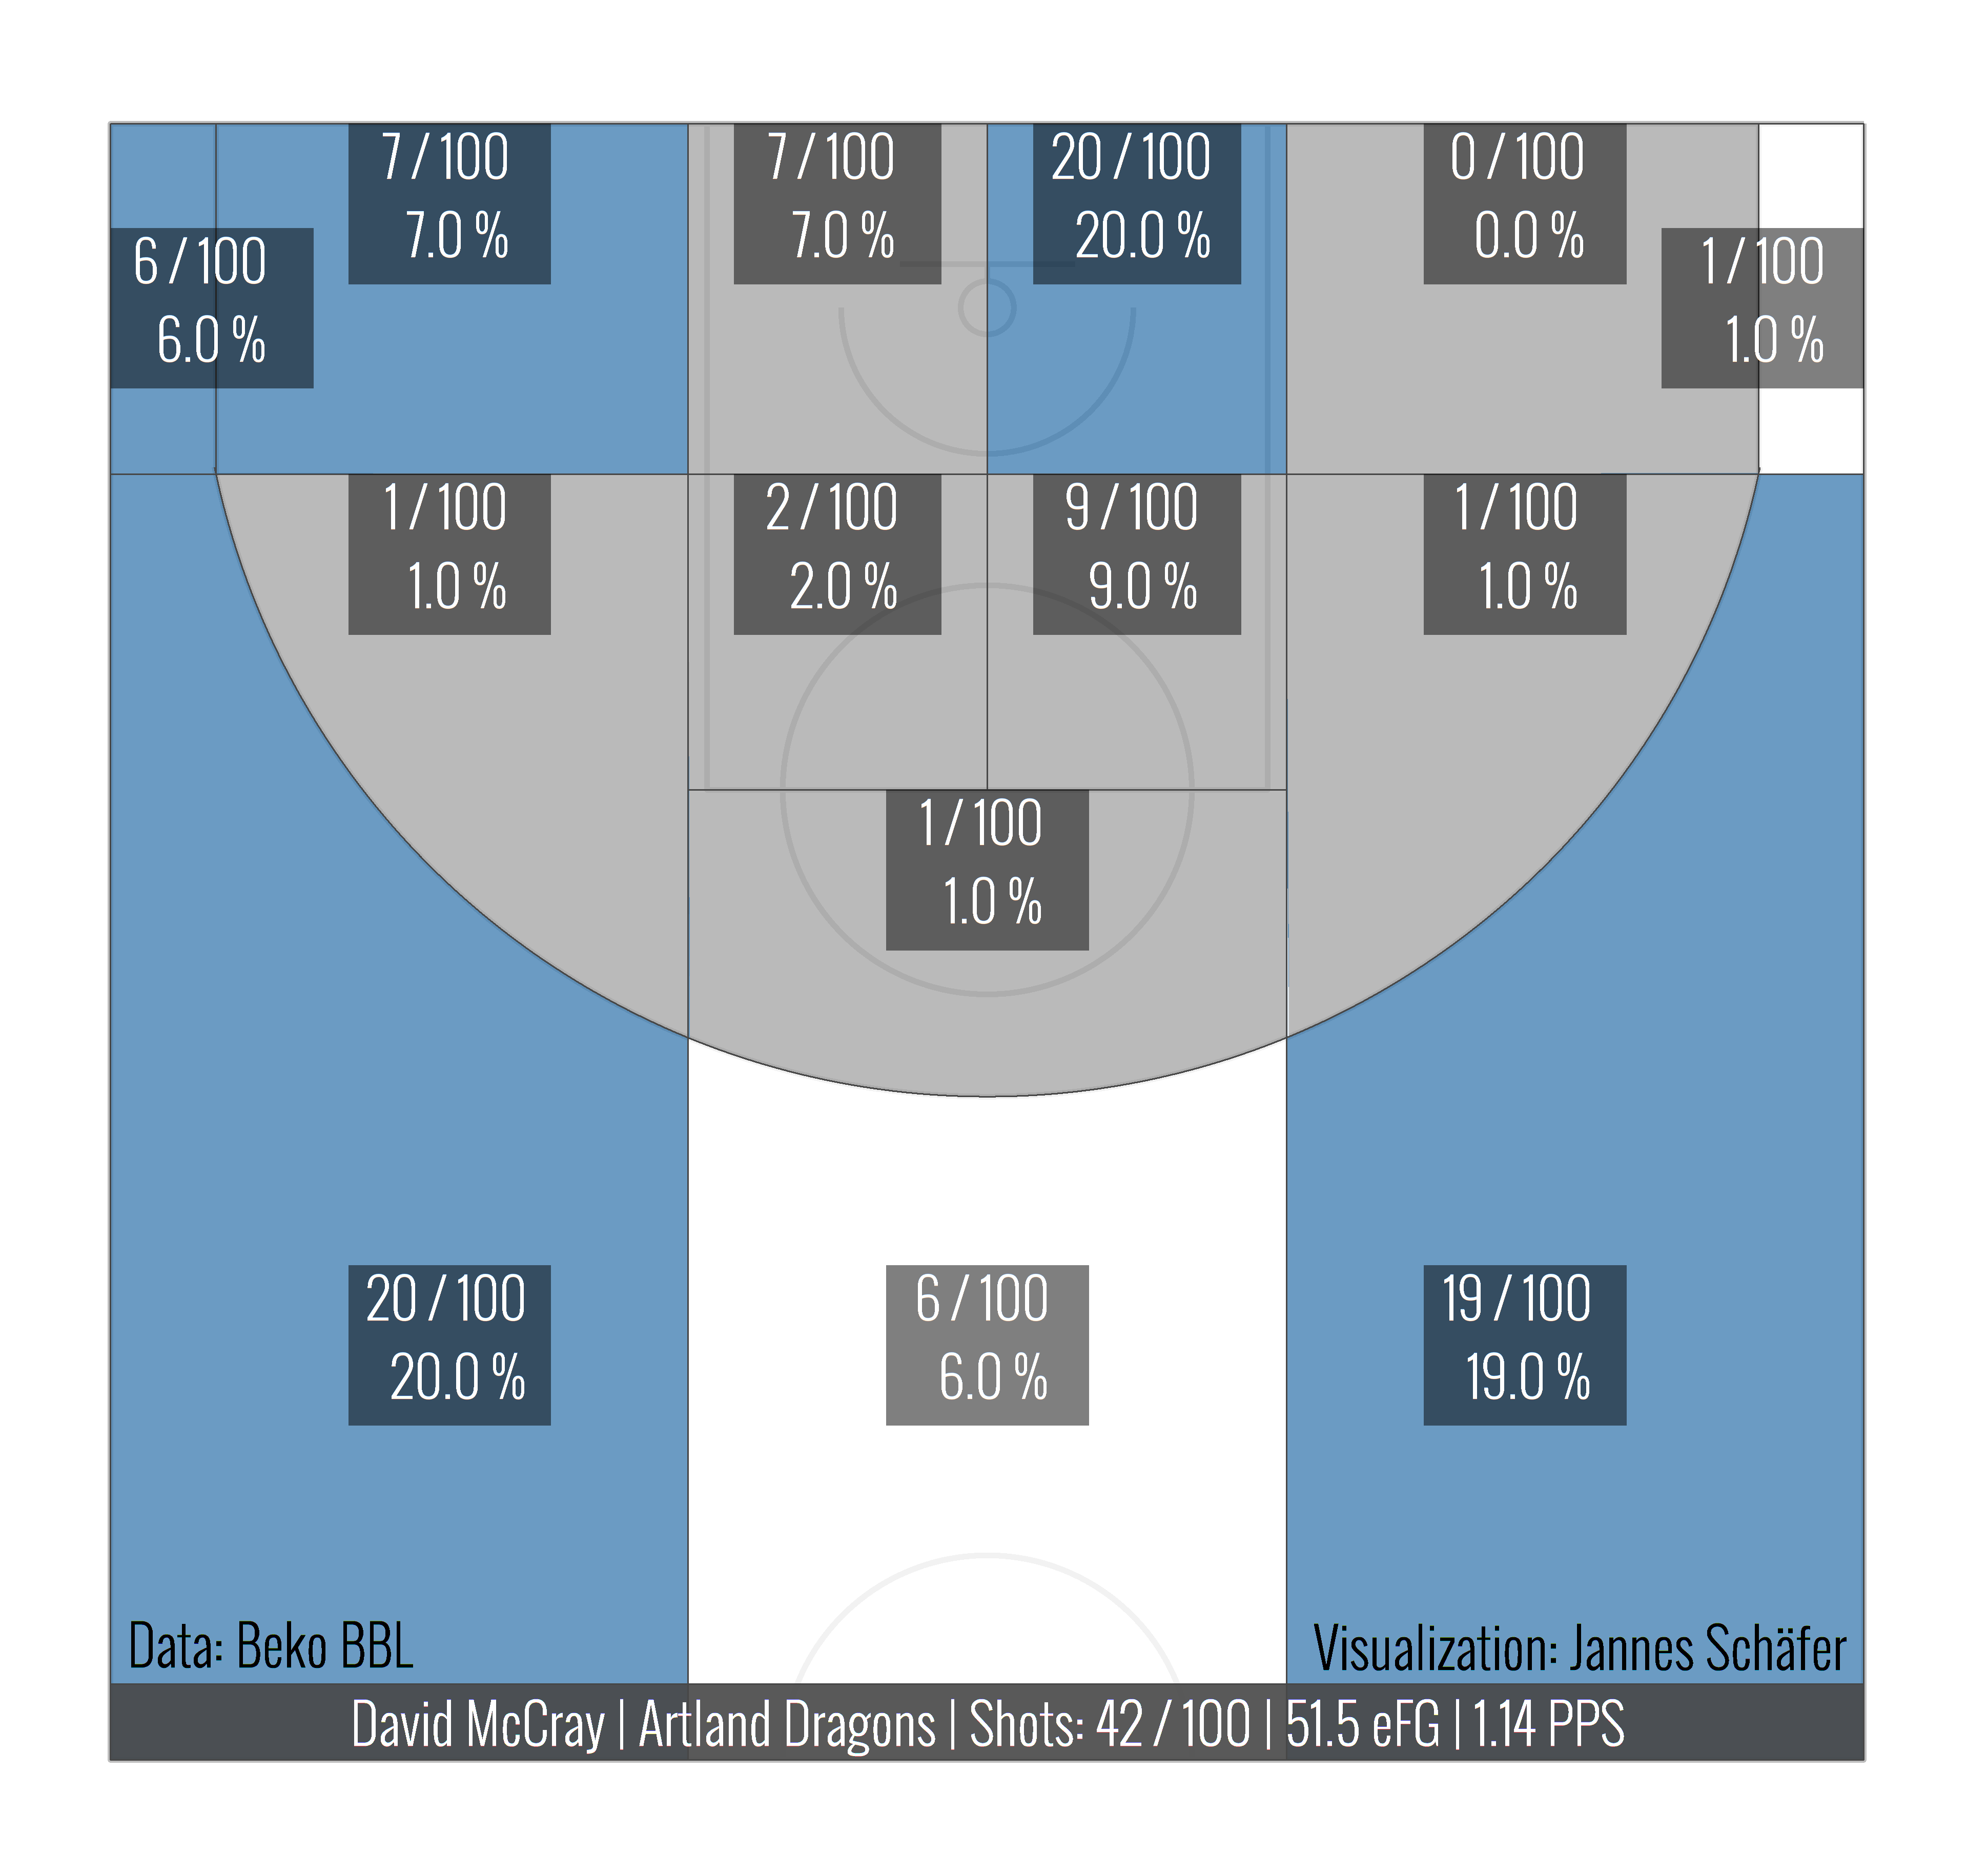 7 / 100
7.0 %
7 / 100
7.0 %
20 / 100
20.0 %
0 / 100
0.0 %
6 / 100
6.0 %
1 / 100
1.0 %
1 / 100
1.0 %
2 / 100
2.0 %
9 / 100
9.0 %
1 / 100
1.0 %
1 / 100
1.0 %
20 / 100
20.0 %
6 / 100
6.0 %
19 / 100
19.0 %
Data: Beko BBL
Visualization: Jannes Schäfer
David McCray | Artland Dragons | Shots: 42 / 100 | 51.5 eFG | 1.14 PPS